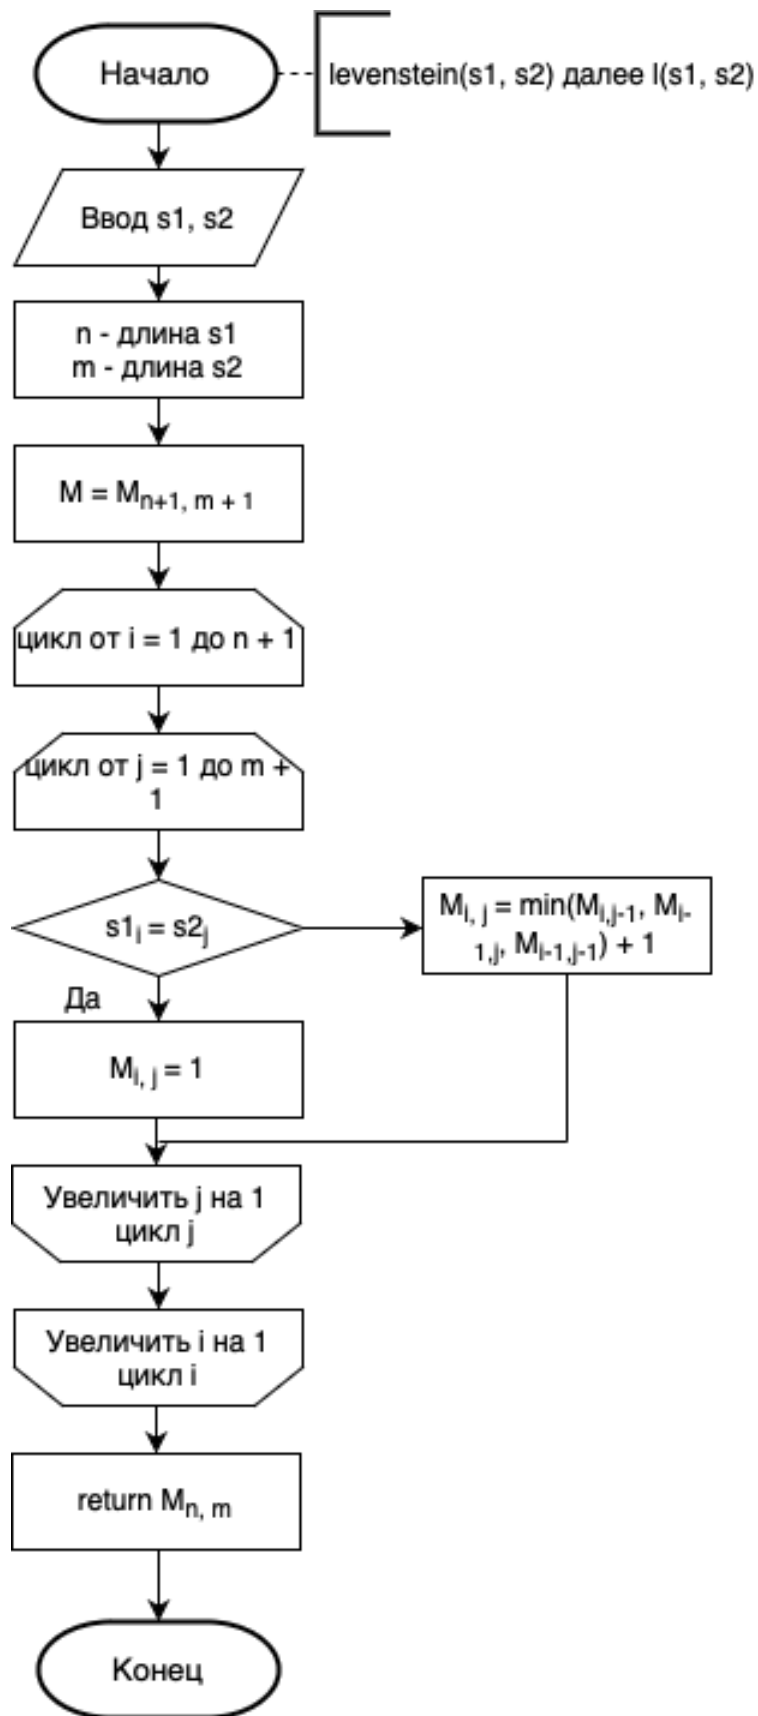 Начало
levenstein(s1, s2) далее l(s1, s2)
Ввод s1, s2
n - длина s1
m - длина s2
M = Mn+1, m + 1
цикл от i = 1 до n + 1
цикл от j = 1 до m +
1
s1i = s2j
Mi, j = min(Mi,j-1, Mi-
1,j, Mi-1,j-1) + 1
Да
Mi, j = 1
Увеличить j на 1
цикл j
Увеличить i на 1
цикл i
return Mn, m
Конец